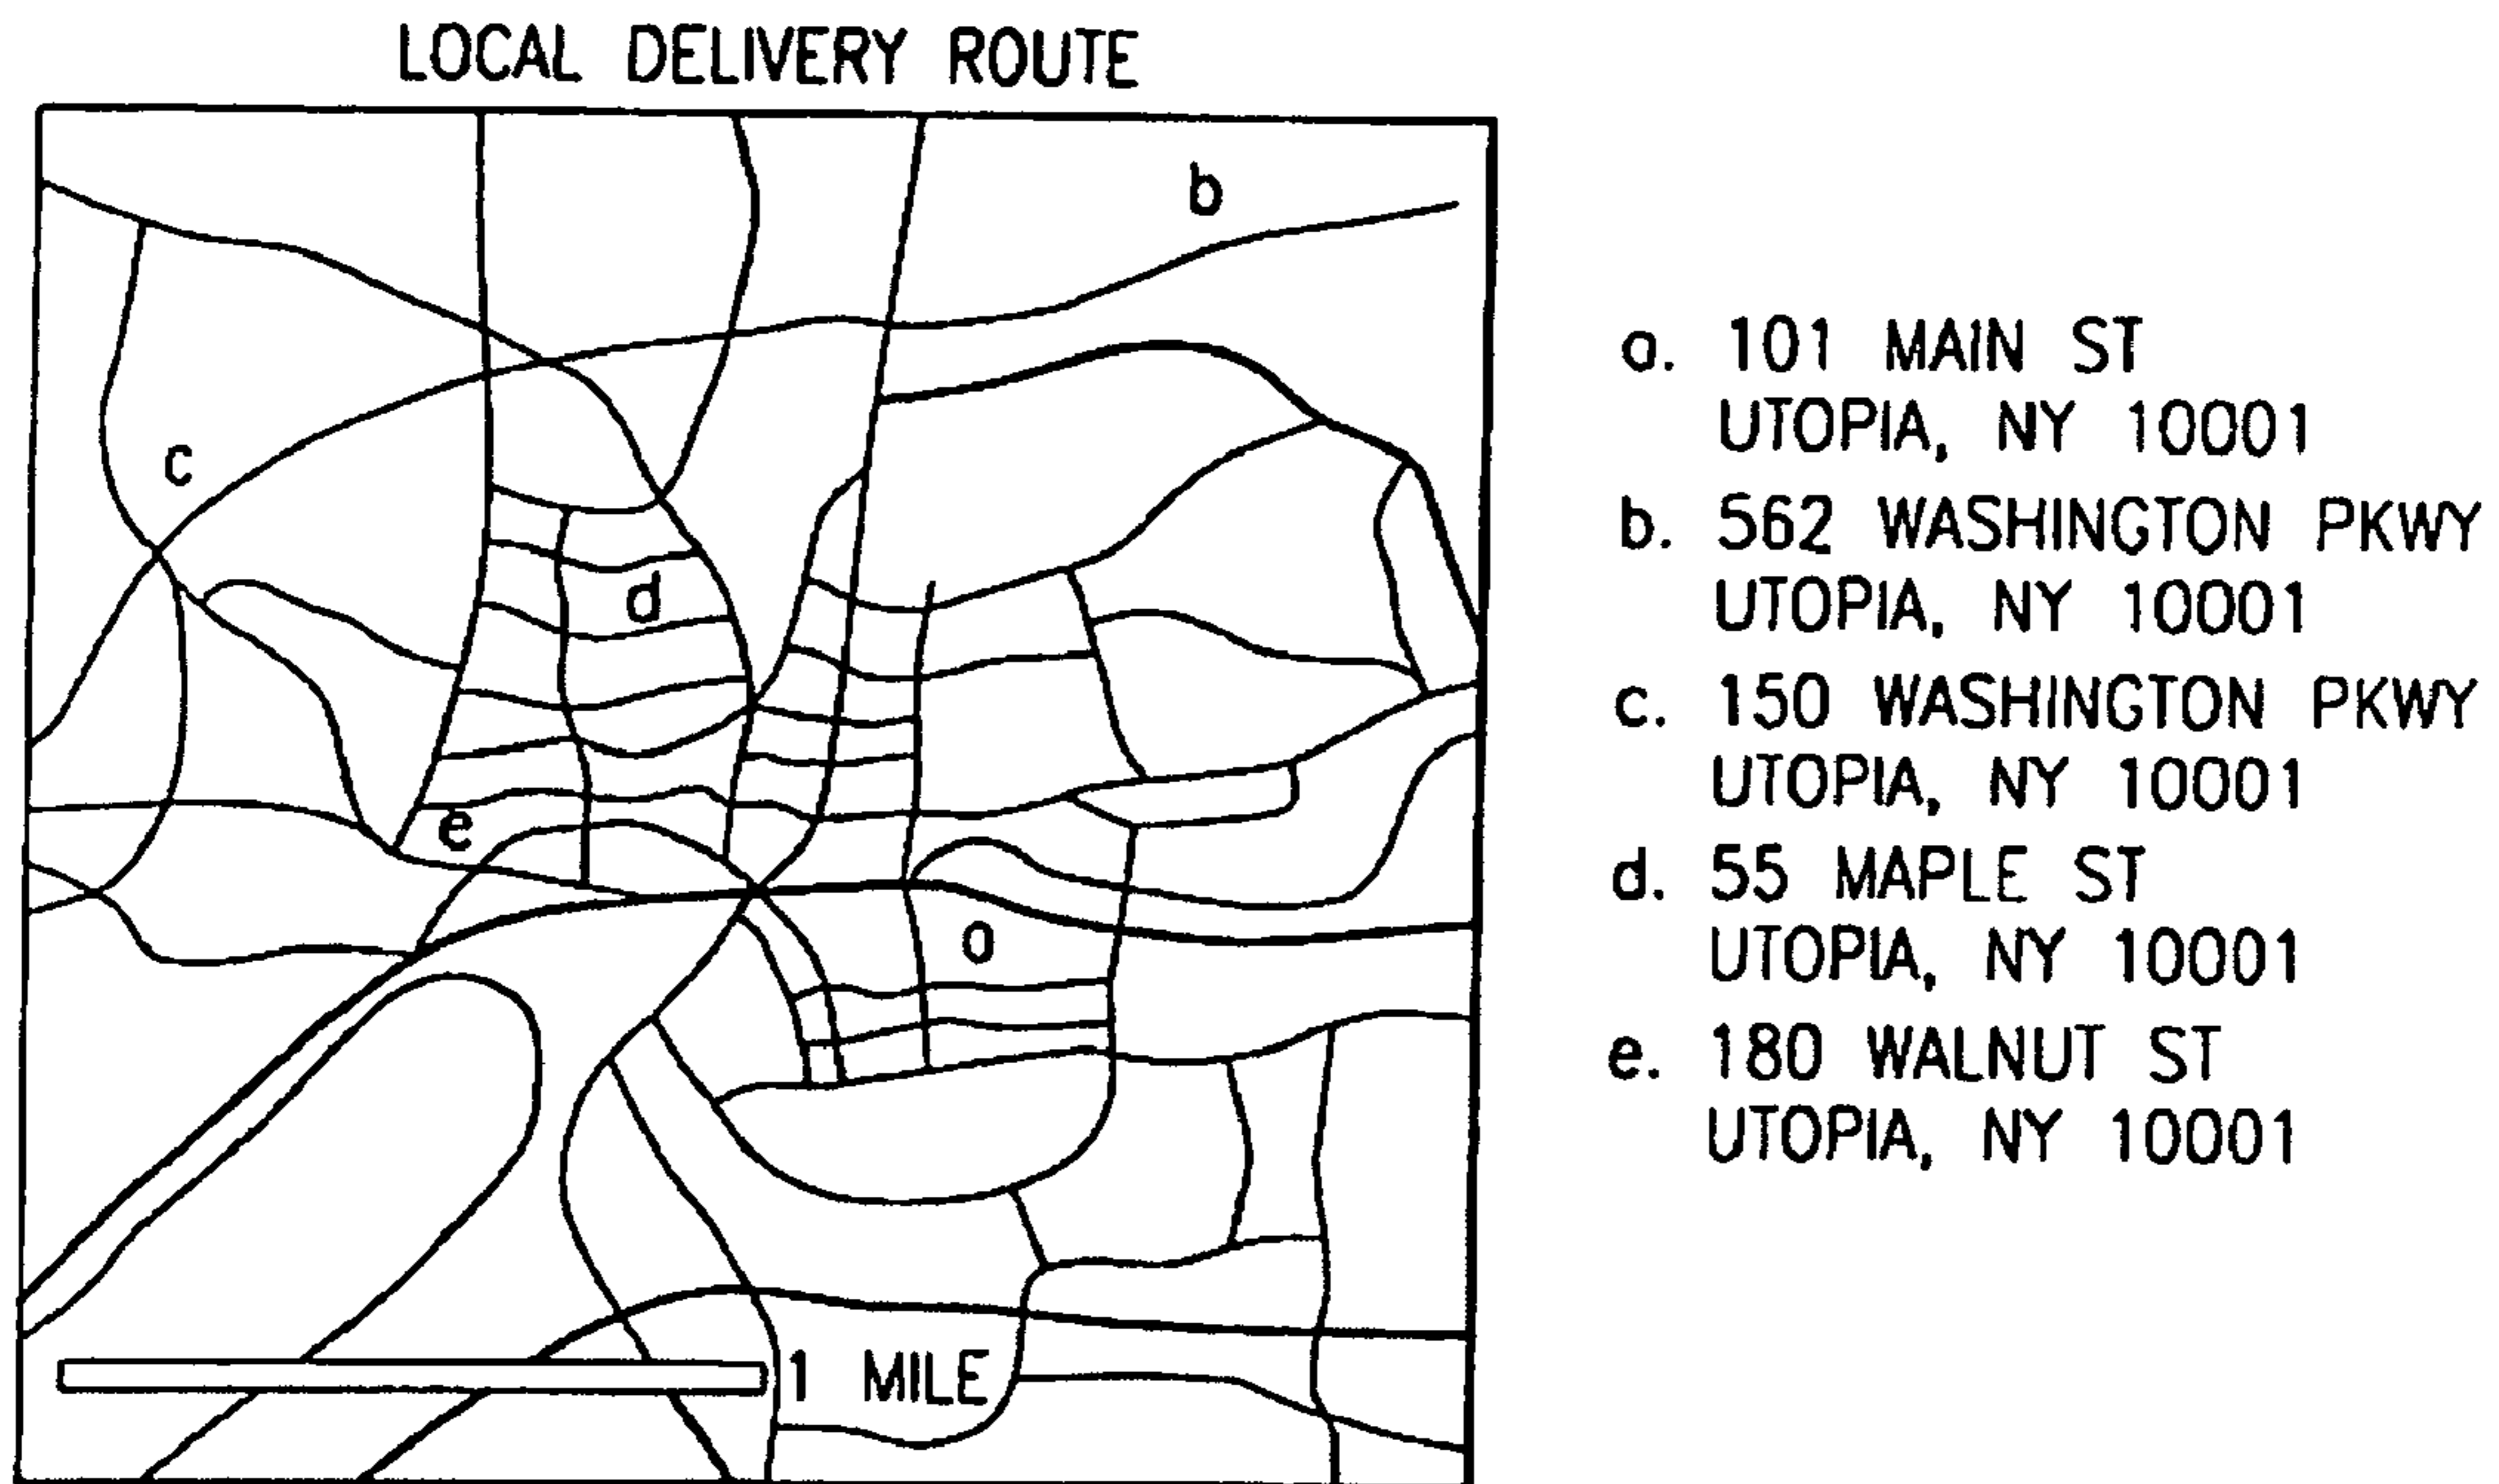 LOCAL DELIVERY ROUTE
b
c
d
e
a
1 MILE
a. 101 MAIN ST
UTOPIA, NY 10001
b. 562 WASHINGTON PKWY
UTOPIA, NY 10001
c. 150 WASHINGTON PKWY
UTOPIA, NY 10001
d. 55 MAPLE ST
UTOPIA, NY 10001
e. 180 WALNUT ST
UTOPIA, NY 10001